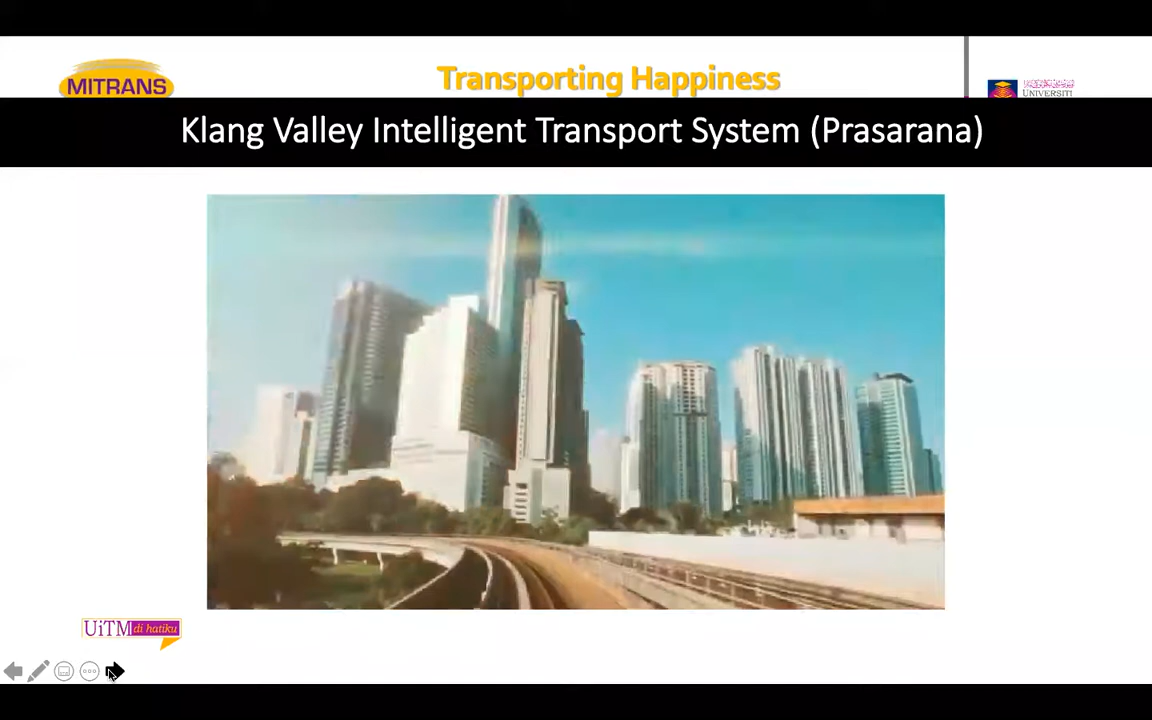 MITRANS
Transporting Happiness
UNIVERSITI
Klang Valley Intelligent Transport System (Prasarana)
UiTM di hatiku